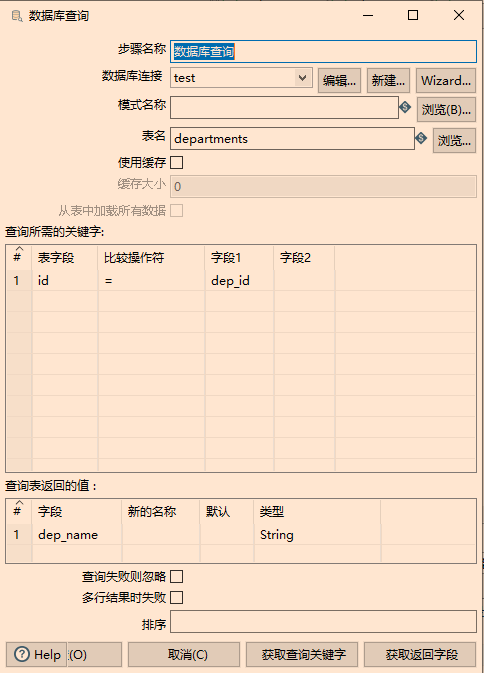 数据库查询
步骤名称 数据库查询
数据库连接 test 编辑... 新建... Wizard...
模式名称 浏览(B)...
表名 departments 浏览...
使用缓存
缓存大小 0
从表中加载所有数据
查询所需的关键字:
# 表字段 比较操作符 字段1 字段2
1 id = dep_id
查询表返回的值 :
# 字段 新的名称 默认 类型
1 dep_name String
查询失败则忽略
多行结果时失败
排序
Help (O) 取消(C) 获取查询关键字 获取返回字段